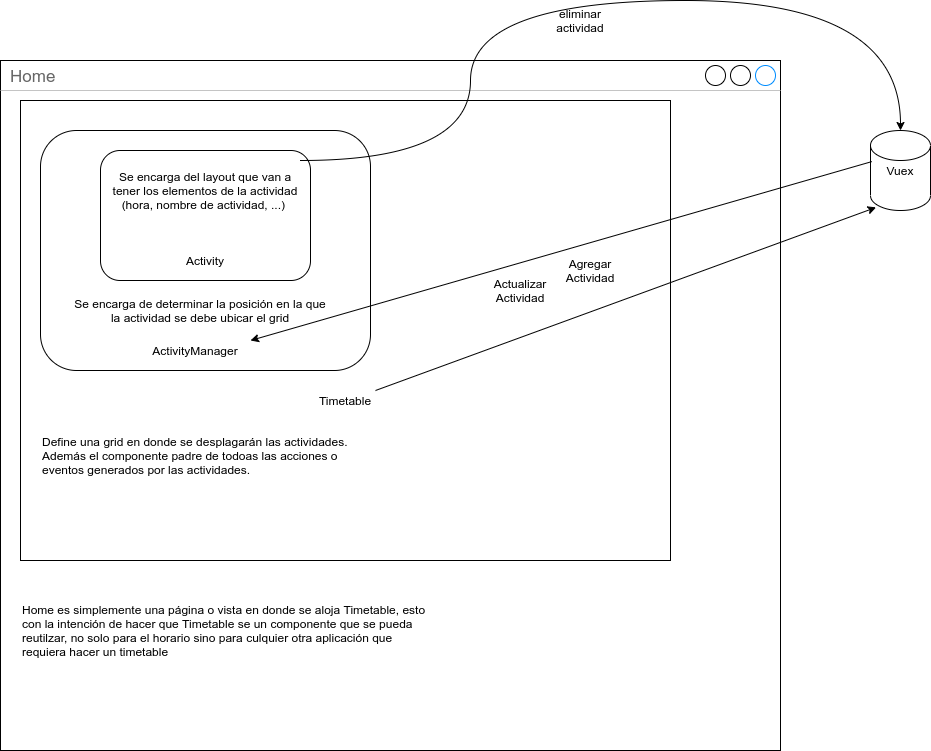 eliminar
actividad
Home
Se encarga del layout que van a
tener los elementos de la actividad
(hora, nombre de actividad, ...)
Vuex
Activity
Agregar
Actividad
Actualizar
Actividad
Se encarga de determinar la posición en la que
la actividad se debe ubicar el grid
ActivityManager
Timetable
Define una grid en donde se desplagarán las actividades.
Además el componente padre de todoas las acciones o
eventos generados por las actividades.
Home es simplemente una página o vista en donde se aloja Timetable, esto
con la intención de hacer que Timetable se un componente que se pueda
reutilzar, no solo para el horario sino para culquier otra aplicación que
requiera hacer un timetable